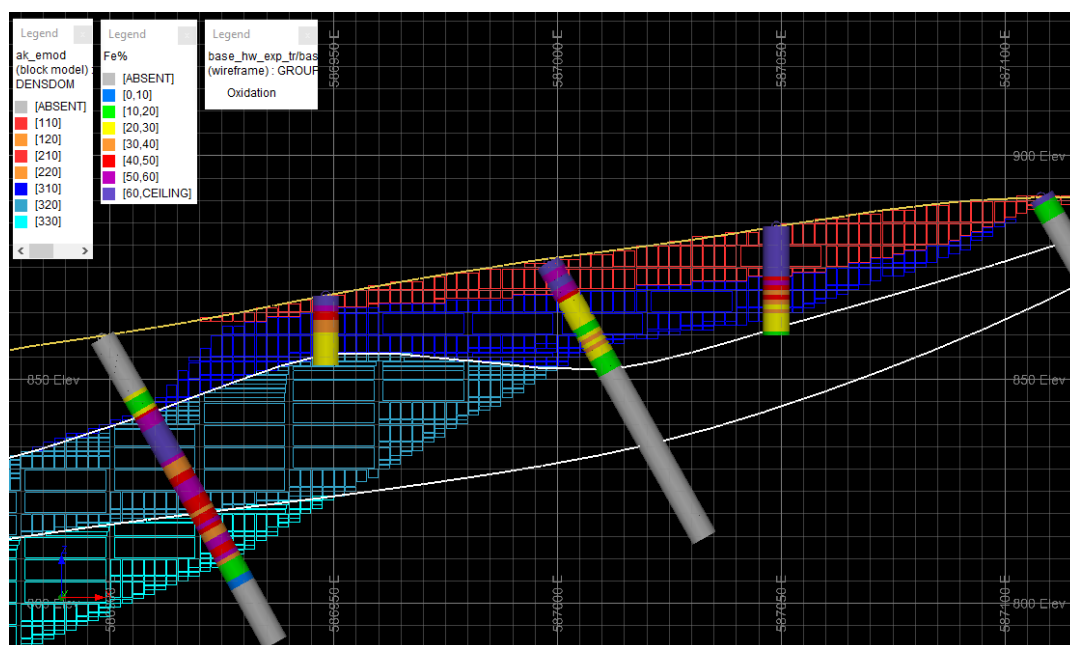 Legend
ak_emod
(block model) :
DENSDOM
[ABSENT]
[110]
[120]
[210]
[220]
[310]
[320]
[330]
Legend
Fe%
[ABSENT]
[0,10]
[10,20]
[20,30]
[30,40]
[40,50]
[50,60]
[60,CEILING]
Legend
base_hw_exp_tr/bas
(wireframe) : GROUP
Oxidation
586950 E
587000 E
587050 E
587100 E
900 Elev
850 Elev
850 Elev
800 Elev
800 Elev
586950 E
587000 E
587050 E
587100 E